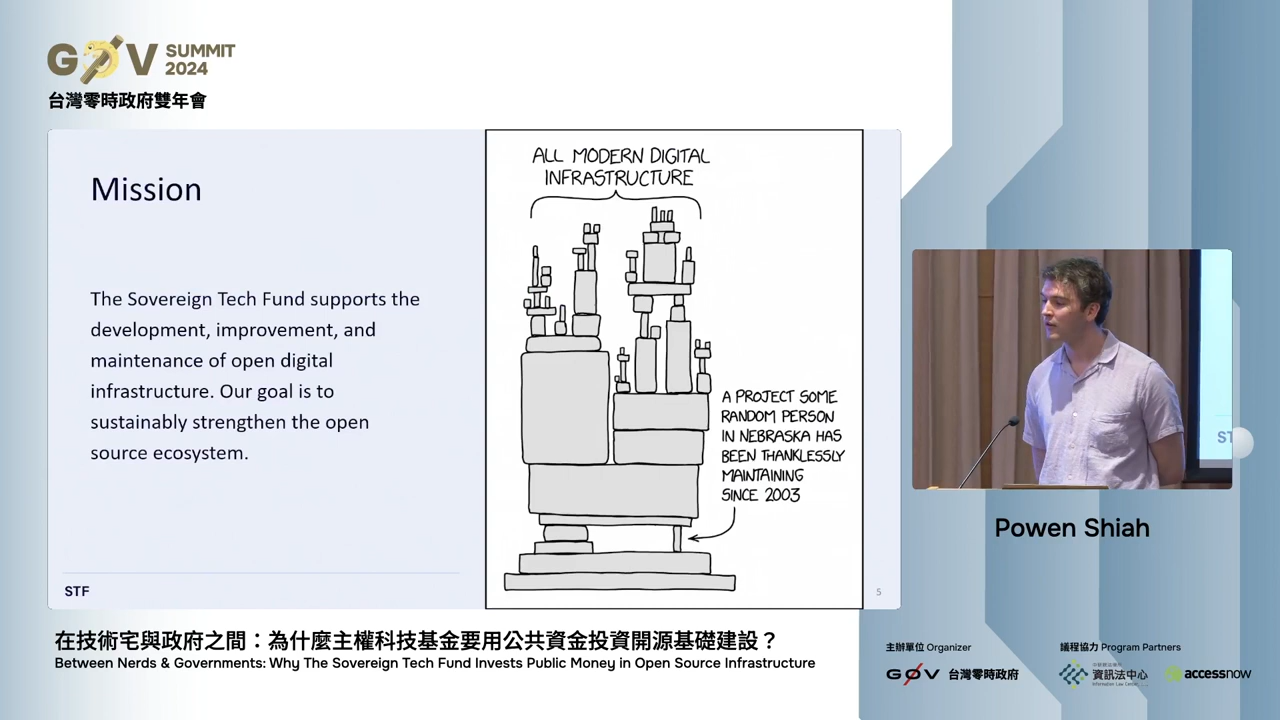 G0V SUMMIT 2024
台灣零時政府雙年會
Mission
The Sovereign Tech Fund supports the
development, improvement, and
maintenance of open digital
infrastructure. Our goal is to
sustainably strengthen the open
source ecosystem.
STF
ALL MODERN DIGITAL
INFRASTRUCTURE
A PROJECT SOME
RANDOM PERSON
IN NEBRASKA HAS
BEEN THANKLESSLY
MAINTAINING
SINCE 2003
5
ST
Powen Shiah
在技術宅與政府之間：為什麼主權科技基金要用公共資金投資開源基礎建設？
Between Nerds & Governments: Why The Sovereign Tech Fund Invests Public Money in Open Source Infrastructure
主辦單位 Organizer
G0V 台灣零時政府
議程協力 Program Partners
資訊法中心
Information Law Center
accessnow